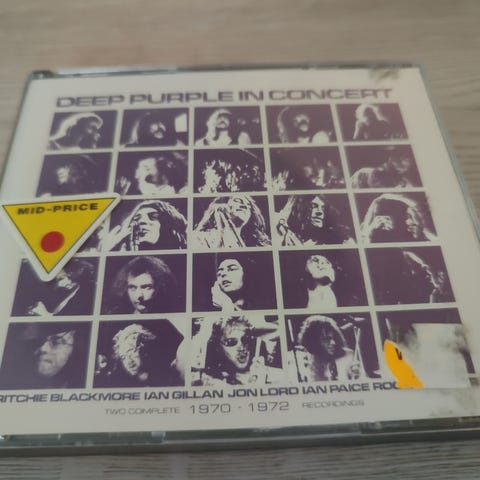 DEEP PURPLE IN CONCERT
MID-PRICE
RITCHIE BLACKMORE IAN GILLAN JON LORD IAN PAICE
TWO COMPLETE 1970 - 1972 RECORDINGS